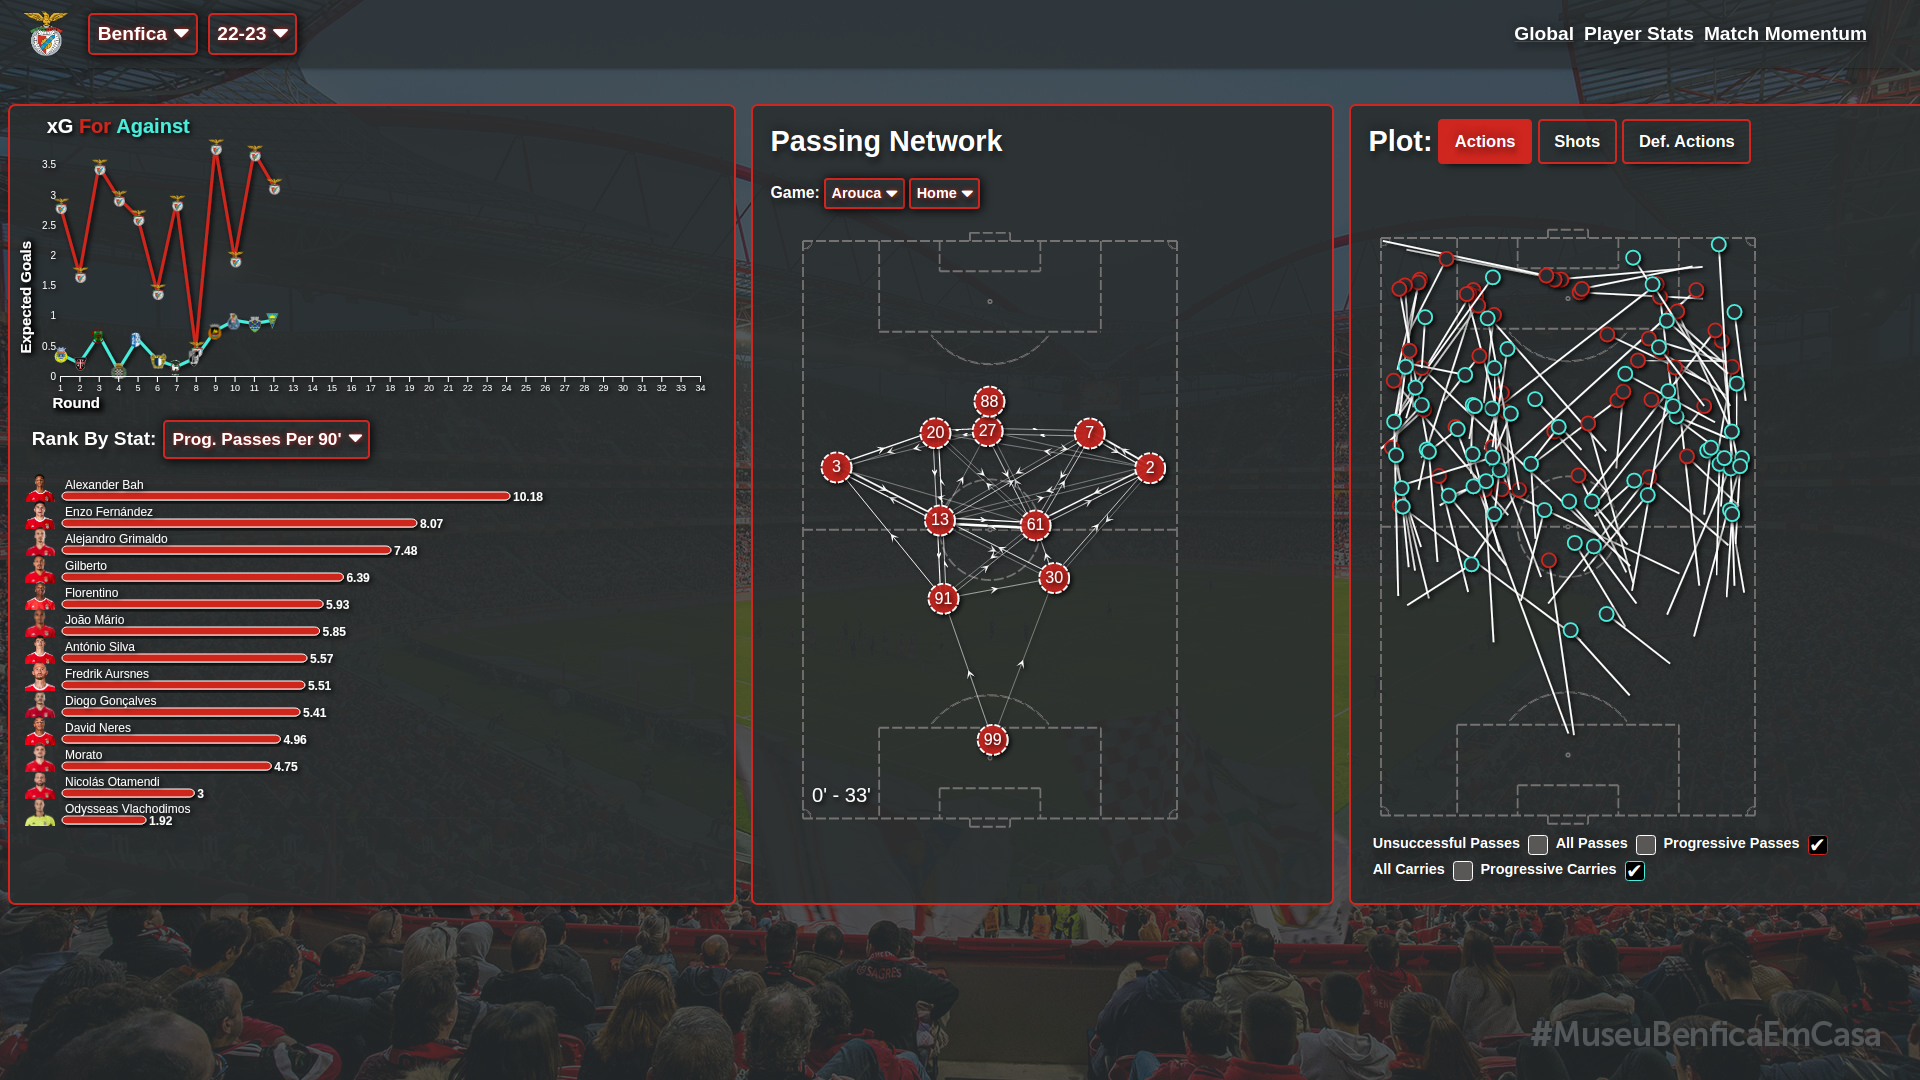 Benfica 22-23 Global Player Stats Match Momentum
xG For Against
3.5
3
2.5
2
1.5
1
0.5
0
Expected Goals
1 2 3 4 5 6 7 8 9 10 11 12 13 14 15 16 17 18 19 20 21 22 23 24 25 26 27 28 29 30 31 32 33 34
Round
Rank By Stat: Prog. Passes Per 90'
Alexander Bah
10.18
Enzo Fernández
8.07
Alejandro Grimaldo
7.48
Gilberto
6.39
Florentino
5.93
João Mário
5.85
António Silva
5.57
Fredrik Aursnes
5.51
Diogo Gonçalves
5.41
David Neres
4.96
Morato
4.75
Nicolás Otamendi
3
Odysseas Vlachodimos
1.92
Passing Network
Game: Arouca Home
88
20 27 7
3 2
13 61
30
91
99
0' - 33'
Plot: Actions Shots Def. Actions
Unsuccessful Passes All Passes Progressive Passes
All Carries Progressive Carries
#MuseuBenficaEmCasa